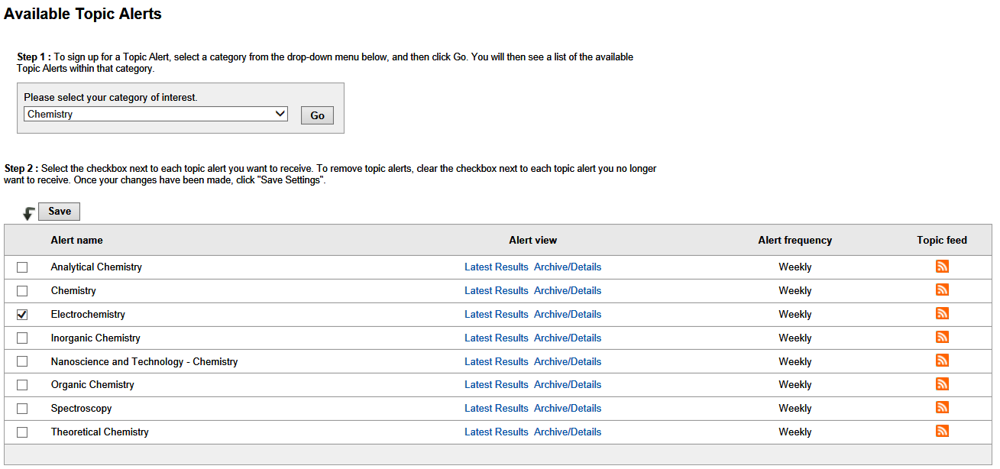 Available Topic Alerts
Step 1 : To sign up for a Topic Alert, select a category from the drop-down menu below, and then click Go. You will then see a list of the available
Topic Alerts within that category.
Please select your category of interest.
Chemistry
Go
Step 2 : Select the checkbox next to each topic alert you want to receive. To remove topic alerts, clear the checkbox next to each topic alert you no longer
want to receive. Once your changes have been made, click "Save Settings".
Save
Alert name Alert view Alert frequency Topic feed
Analytical Chemistry Latest Results Archive/Details Weekly
Chemistry Latest Results Archive/Details Weekly
Electrochemistry Latest Results Archive/Details Weekly
Inorganic Chemistry Latest Results Archive/Details Weekly
Nanoscience and Technology - Chemistry Latest Results Archive/Details Weekly
Organic Chemistry Latest Results Archive/Details Weekly
Spectroscopy Latest Results Archive/Details Weekly
Theoretical Chemistry Latest Results Archive/Details Weekly